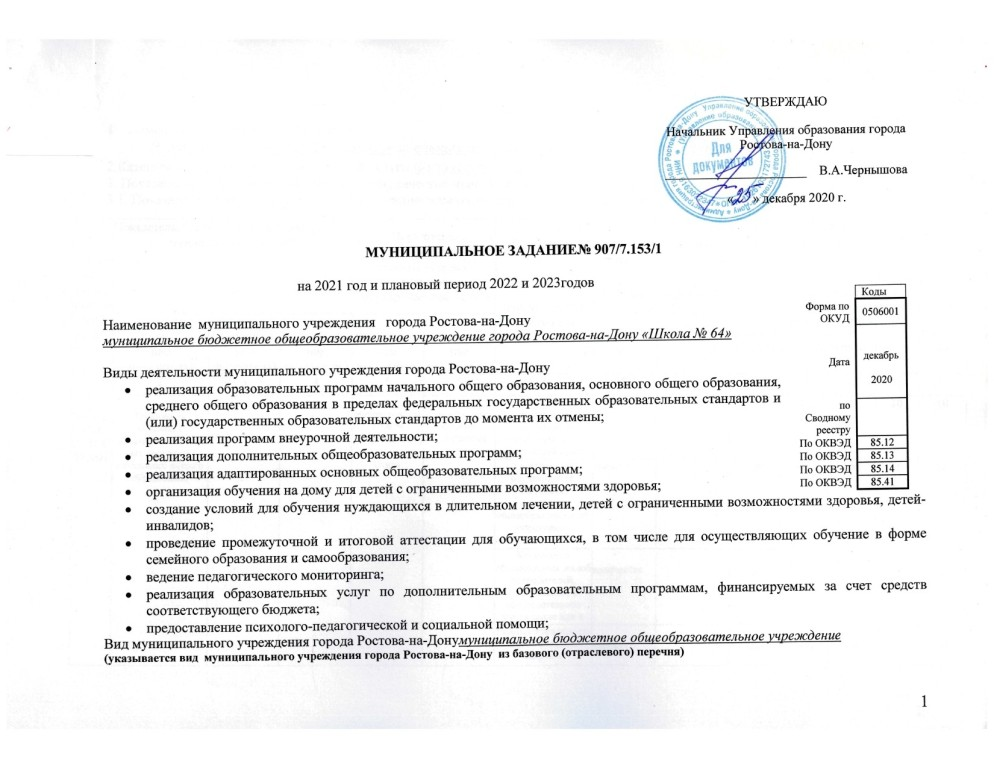 УТВЕРЖДАЮ
Начальник Управления образования города
Ростова-на-Дону
В.А.Чернышова
«25» декабря 2020 г.
Для
документов
МУНИЦИПАЛЬНОЕ ЗАДАНИЕ№ 907/7.153/1
на 2021 год и плановый период 2022 и 2023годов
Коды
Форма по
ОКУД
0506001
Наименование муниципального учреждения города Ростова-на-Дону
муниципальное бюджетное общеобразовательное учреждение города Ростова-на-Дону «Школа № 64»
Дата
декабрь
2020
Виды деятельности муниципального учреждения города Ростова-на-Дону
• реализация образовательных программ начального общего образования, основного общего образования,
среднего общего образования в пределах федеральных государственных образовательных стандартов и
(или) государственных образовательных стандартов до момента их отмены;
по
Сводному
реестру
• реализация программ внеурочной деятельности;
По ОКВЭД 85.12
• реализация дополнительных общеобразовательных программ;
По ОКВЭД 85.13
• реализация адаптированных основных общеобразовательных программ;
По ОКВЭД 85.14
• организация обучения на дому для детей с ограниченными возможностями здоровья;
По ОКВЭД 85.41
• создание условий для обучения нуждающихся в длительном лечении, детей с ограниченными возможностями здоровья, детей-
инвалидов;
• проведение промежуточной и итоговой аттестации для обучающихся, в том числе для осуществляющих обучение в форме
семейного образования и самообразования;
• ведение педагогического мониторинга;
• реализация образовательных услуг по дополнительным образовательным программам, финансируемых за счет средств
соответствующего бюджета;
• предоставление психолого-педагогической и социальной помощи;
Вид муниципального учреждения города Ростова-на-Донумуниципальное бюджетное общеобразовательное учреждение
(указывается вид муниципального учреждения города Ростова-на-Дону из базового (отраслевого) перечня)
1